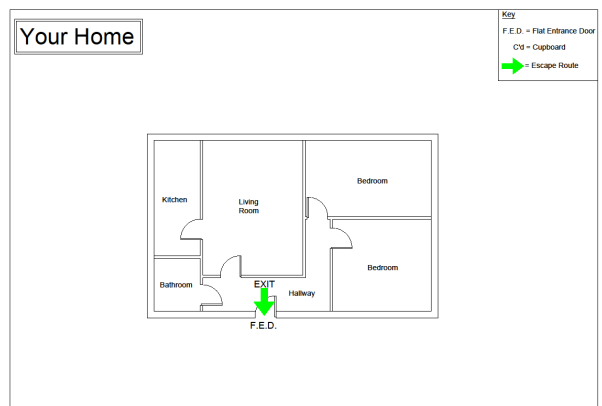 Your Home
Key
F.E.D. = Flat Entrance Door
C'd = Cupboard
= Escape Route
Kitchen
Living
Room
Bedroom
Bathroom
EXIT
Hallway
Bedroom
F.E.D.